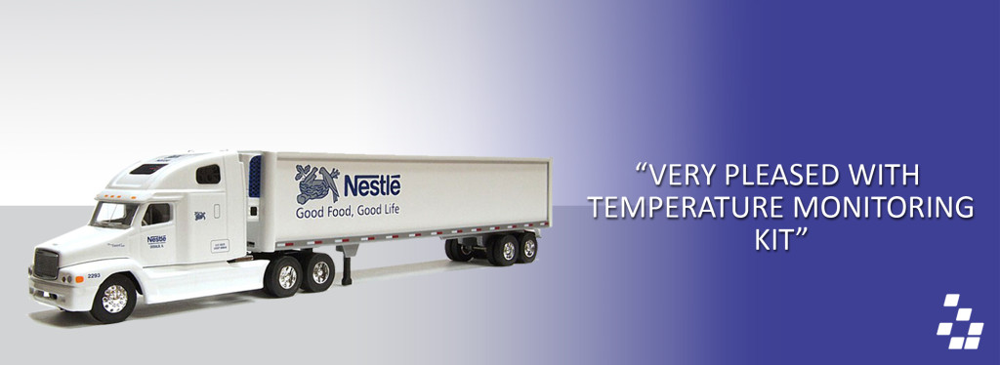 Nestlé
Good Food, Good Life
Nestlé
2293
“VERY PLEASED WITH
TEMPERATURE MONITORING
KIT”